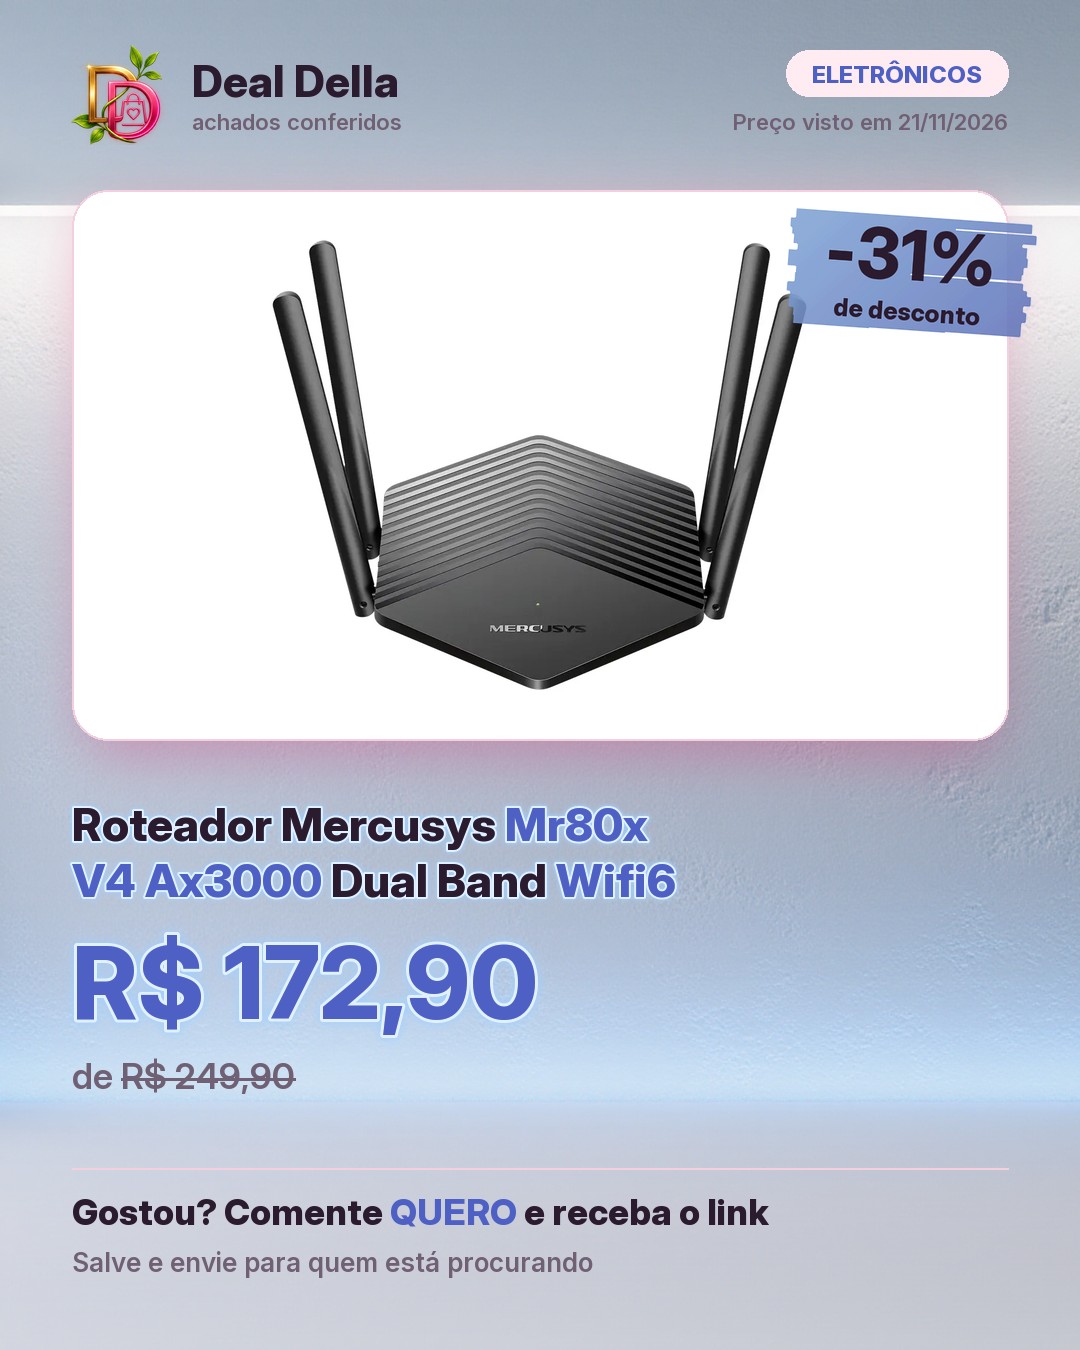 Deal Della
achados conferidos
ELETRÔNICOS
Preço visto em 21/11/2026
-31%
de desconto
MERCUSYS
Roteador Mercusys Mr80x
V4 Ax3000 Dual Band Wifi6
R$ 172,90
de R$ 249,90
Gostou? Comente QUERO e receba o link
Salve e envie para quem está procurando